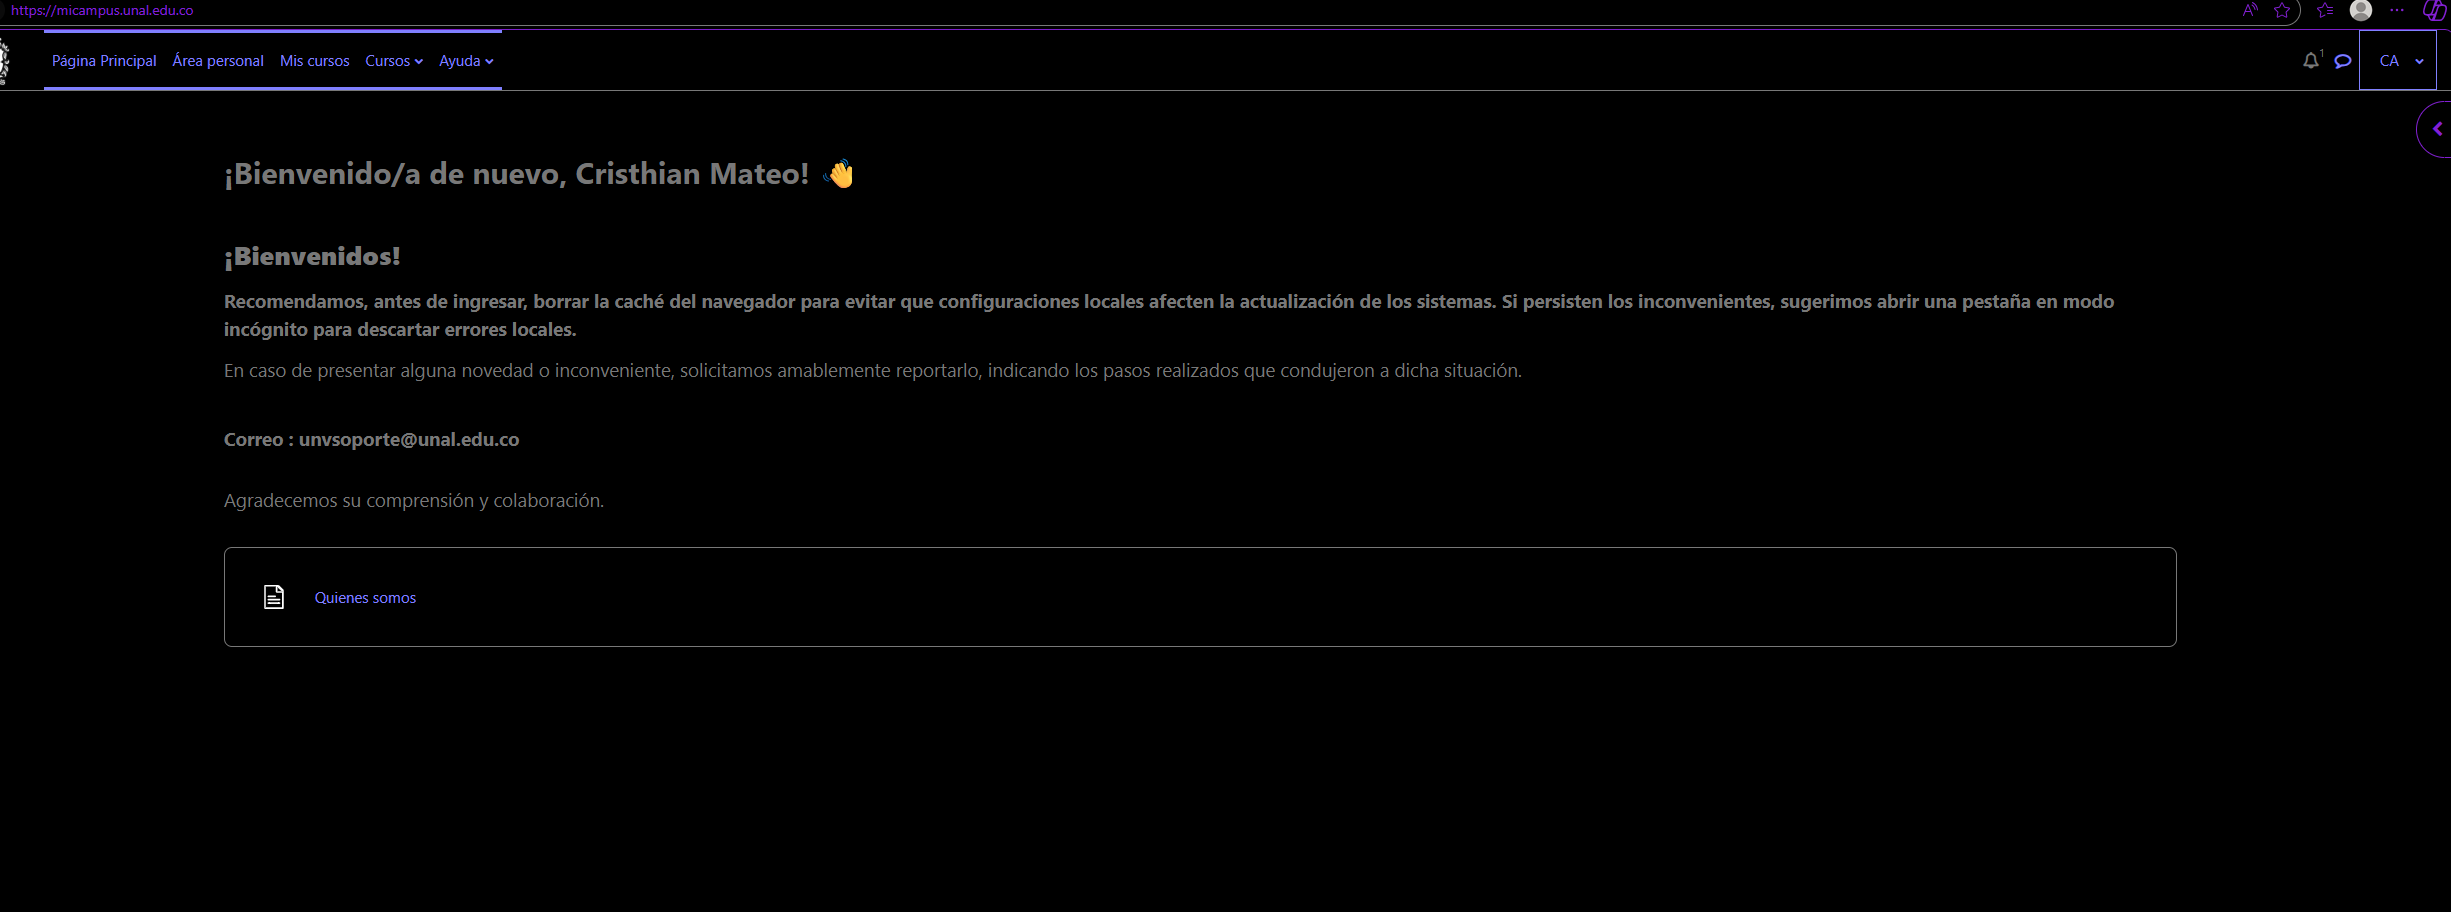 https://micampus.unal.edu.co
Página Principal Área personal Mis cursos Cursos Ayuda 1 CA
¡Bienvenido/a de nuevo, Cristhian Mateo! 👋
¡Bienvenidos!
Recomendamos, antes de ingresar, borrar la caché del navegador para evitar que configuraciones locales afecten la actualización de los sistemas. Si persisten los inconvenientes, sugerimos abrir una pestaña en modo
incógnito para descartar errores locales.
En caso de presentar alguna novedad o inconveniente, solicitamos amablemente reportarlo, indicando los pasos realizados que condujeron a dicha situación.
Correo : unvsoporte@unal.edu.co
Agradecemos su comprensión y colaboración.
Quienes somos